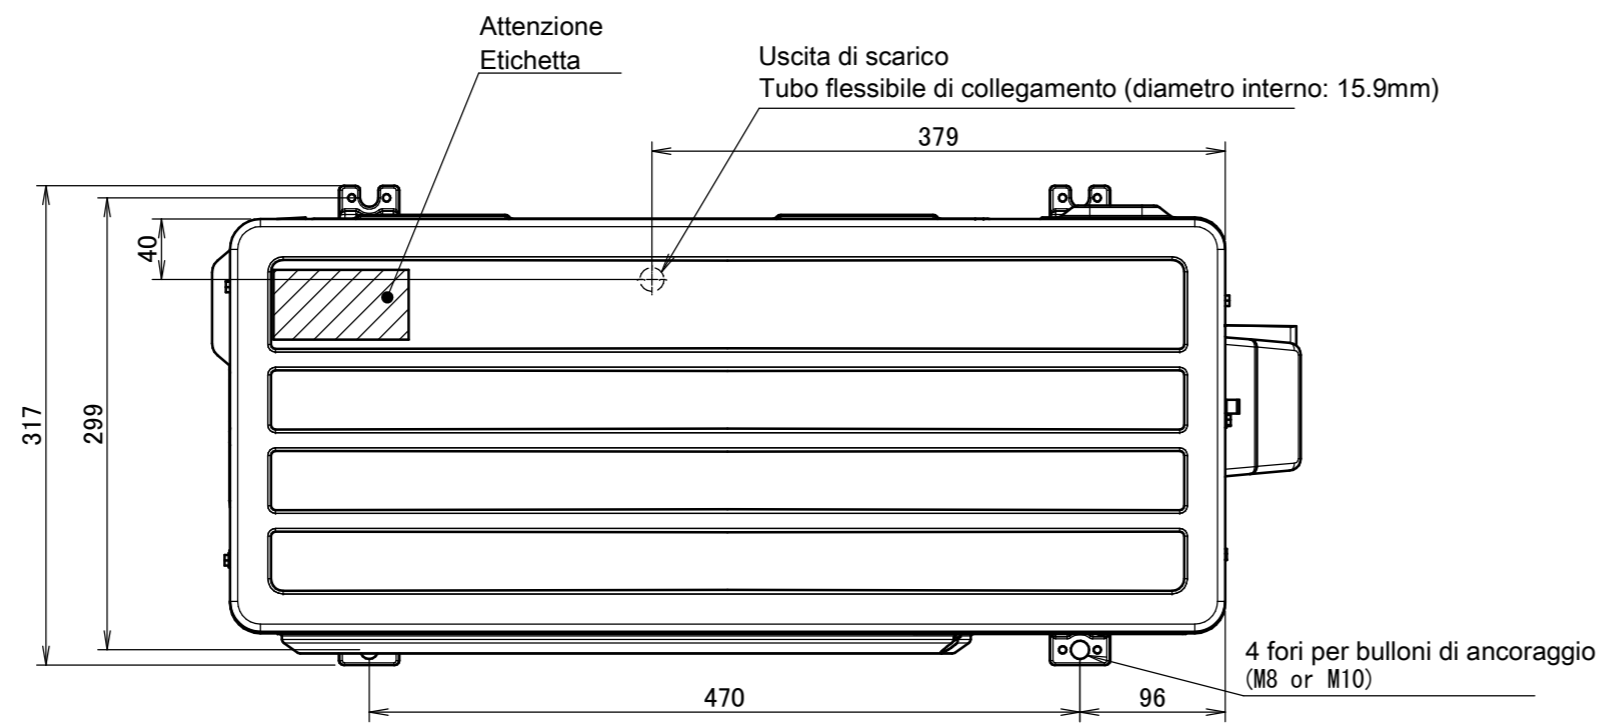 Attenzione
Etichetta
Uscita di scarico
Tubo flessibile di collegamento (diametro interno: 15.9mm)
379
40
317
299
4 fori per bulloni di ancoraggio
(M8 or M10)
470
96